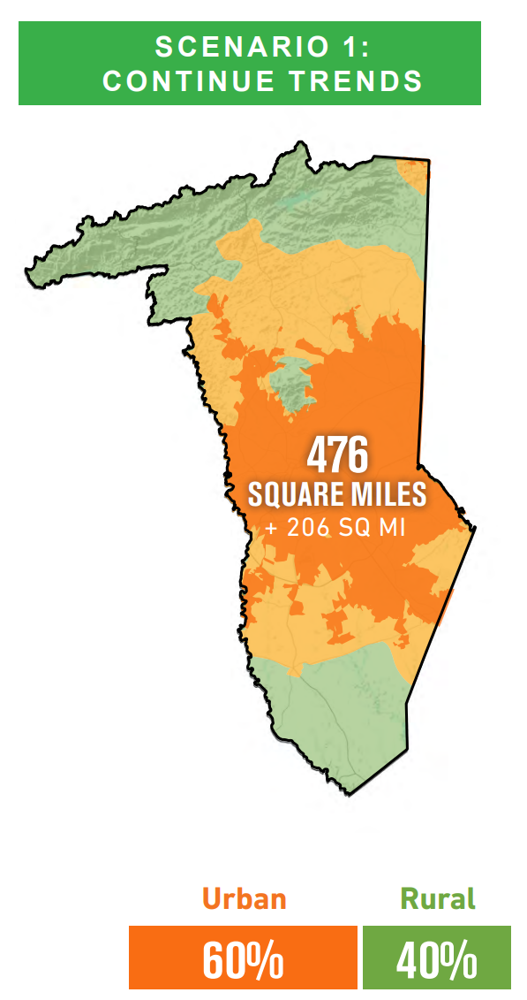 SCENARIO 1:
CONTINUE TRENDS
476
SQUARE MILES
+ 206 SQ MI
Urban
Rural
60%
40%